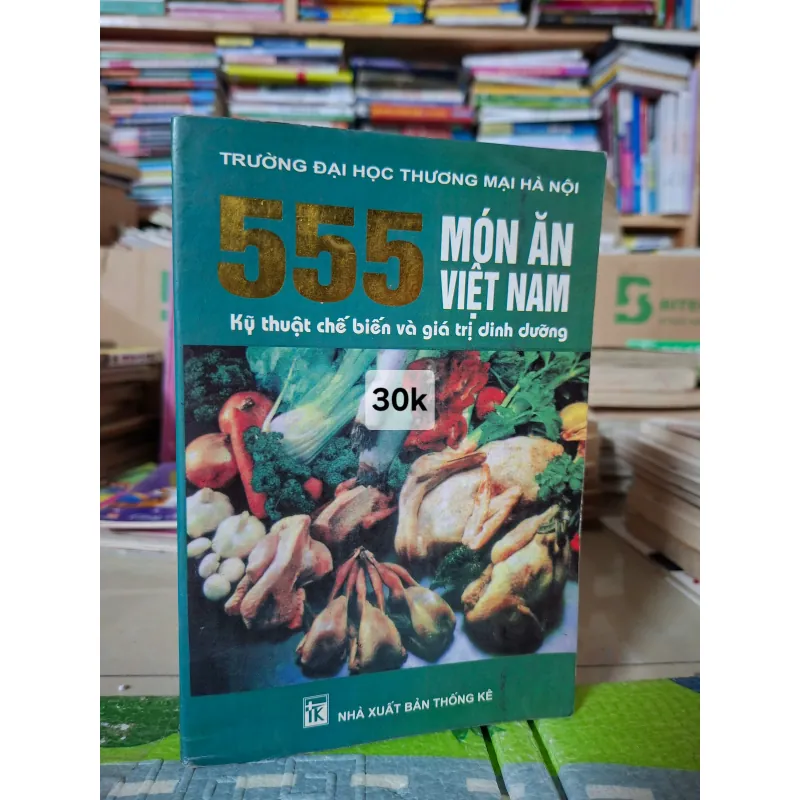 TRƯỜNG ĐẠI HỌC THƯƠNG MẠI HÀ NỘI
555 MÓN ĂN
VIỆT NAM
Kỹ thuật chế biến và giá trị dinh dưỡng
30k
TK
NHÀ XUẤT BẢN THỐNG KÊ